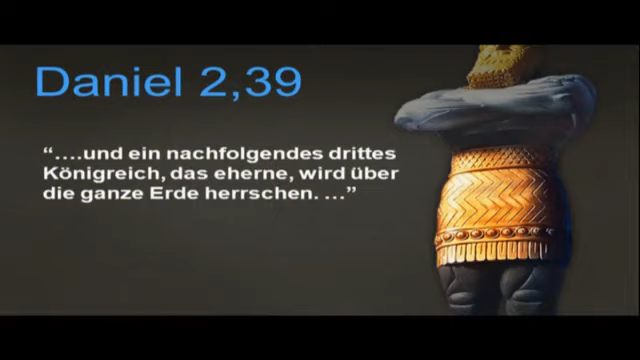 Daniel 2,39
“….und ein nachfolgendes drittes
Königreich, das eherne, wird über
die ganze Erde herrschen. …”